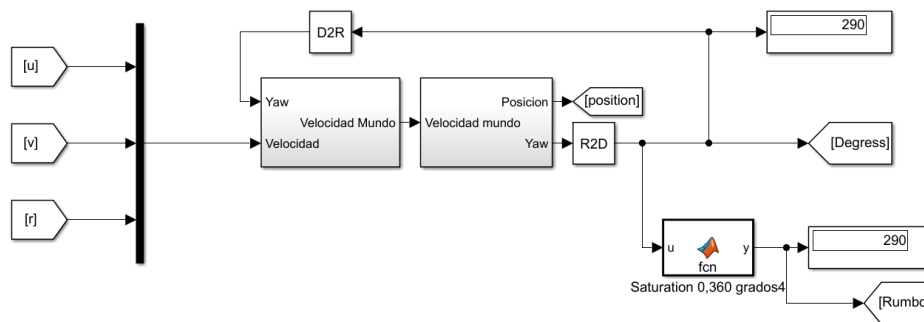 D2R
290
[u]
Yaw
Velocidad Mundo
Velocidad
Velocidad mundo
Posicion
Yaw
[position]
R2D
[v]
[Degress]
[r]
u
y
fcn
Saturation 0,360 grados4
290
[Rumbo